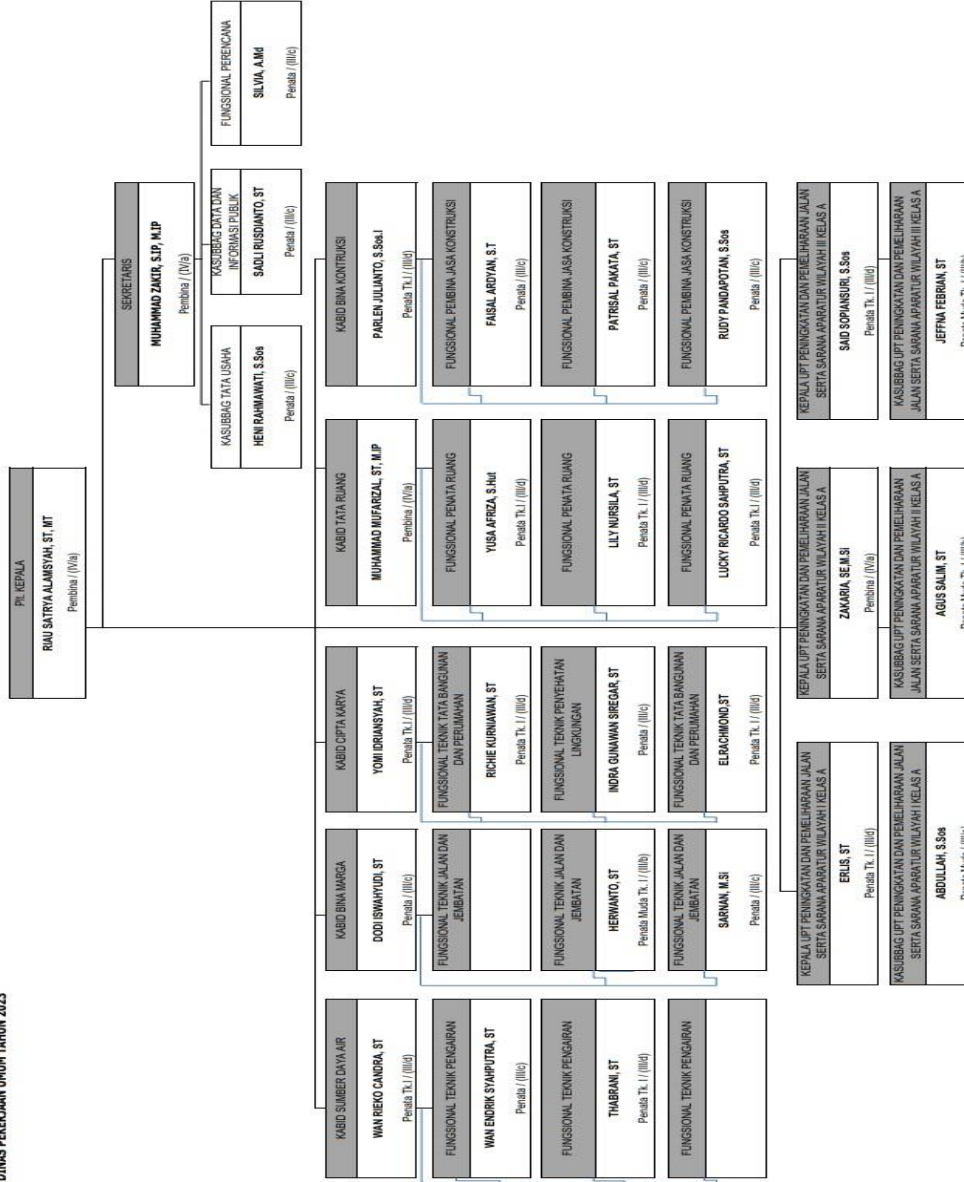 DINAS PEKERJAAN UMUM TAHUN 2023
Plt. KEPALA
RIAU SATRYA ALAMSYAH, ST, MT
Pembina / (IV/a)
SEKRETARIS
MUHAMMAD ZAKIR, S.IP, M.IP
Pembina / (IV/a)
KASUBBAG TATA USAHA
HENI RAHMAWATI, S.Sos
Penata / (III/c)
KASUBBAG DATA DAN
INFORMASI PUBLIK
SADLI RUSDIANTO, ST
Penata / (III/c)
FUNGSIONAL PERENCANA
SILVIA, A.Md
Penata / (III/c)
KABID SUMBER DAYA AIR
WAN RIEKO CANDRA, ST
Penata Tk.I / (III/d)
FUNGSIONAL TEKNIK PENGAIRAN
WAN ENDRIK SYAHPUTRA, ST
Penata / (III/c)
FUNGSIONAL TEKNIK PENGAIRAN
THABRANI, ST
Penata Tk. I / (III/d)
FUNGSIONAL TEKNIK PENGAIRAN
KABID BINA MARGA
DODI ISWAHYUDI, ST
Penata / (III/c)
FUNGSIONAL TEKNIK JALAN DAN
JEMBATAN
FUNGSIONAL TEKNIK JALAN DAN
JEMBATAN
HERWANTO, ST
Penata Muda Tk. I / (III/b)
FUNGSIONAL TEKNIK JALAN DAN
JEMBATAN
SARNAN, M.Si
Penata / (III/c)
KABID CIPTA KARYA
YOMI IDRIANSYAH, ST
Penata Tk.I / (III/d)
FUNGSIONAL TEKNIK TATA BANGUNAN
DAN PERUMAHAN
RICHIE KURNIAWAN, ST
Penata Tk. I / (III/d)
FUNGSIONAL TEKNIK PENYEHATAN
LINGKUNGAN
INDRA GUNAWAN SIREGAR, ST
Penata / (III/c)
FUNGSIONAL TEKNIK TATA BANGUNAN
DAN PERUMAHAN
ELRACHMOND,ST
Penata Tk. I / (III/d)
KABID TATA RUANG
MUHAMMAD MUFARIZAL, ST, M.IP
Pembina / (IV/a)
FUNGSIONAL PENATA RUANG
YUSA AFRIZA, S.Hut
Penata Tk.I / (III/d)
FUNGSIONAL PENATA RUANG
LILY NURSILA, ST
Penata Tk. I / (III/d)
FUNGSIONAL PENATA RUANG
LUCKY RICARDO SAHPUTRA, ST
Penata Tk.I / (III/d)
KABID BINA KONTRUKSI
PARLEN JULIANTO, S.Sos.I
Penata Tk.I / (III/d)
FUNGSIONAL PEMBINA JASA KONSTRUKSI
FAISAL ARDYAN, S.T
Penata / (III/c)
FUNGSIONAL PEMBINA JASA KONSTRUKSI
PATRISAL PAKATA, ST
Penata / (III/c)
FUNGSIONAL PEMBINA JASA KONSTRUKSI
RUDY PANDAPOTAN, S.Sos
Penata / (III/c)
KEPALA UPT PENINGKATAN DAN PEMELIHARAAN JALAN
SERTA SARANA APARATUR WILAYAH I KELAS A
ERLIS, ST
Penata Tk. I / (III/d)
KASUBBAG UPT PENINGKATAN DAN PEMELIHARAAN JALAN
SERTA SARANA APARATUR WILAYAH I KELAS A
ABDULLAH, S.Sos
KEPALA UPT PENINGKATAN DAN PEMELIHARAAN JALAN
SERTA SARANA APARATUR WILAYAH II KELAS A
ZAKARIA, SE,M.Si
Pembina / (IV/a)
KASUBBAG UPT PENINGKATAN DAN PEMELIHARAAN
JALAN SERTA SARANA APARATUR WILAYAH II KELAS A
AGUS SALIM, ST
KEPALA UPT PENINGKATAN DAN PEMELIHARAAN JALAN
SERTA SARANA APARATUR WILAYAH III KELAS A
SAID SOPIANSURI, S.Sos
Penata Tk. I / (III/d)
KASUBBAG UPT PENINGKATAN DAN PEMELIHARAAN
JALAN SERTA SARANA APARATUR WILAYAH III KELAS A
JEFFNA FEBRIAN, ST